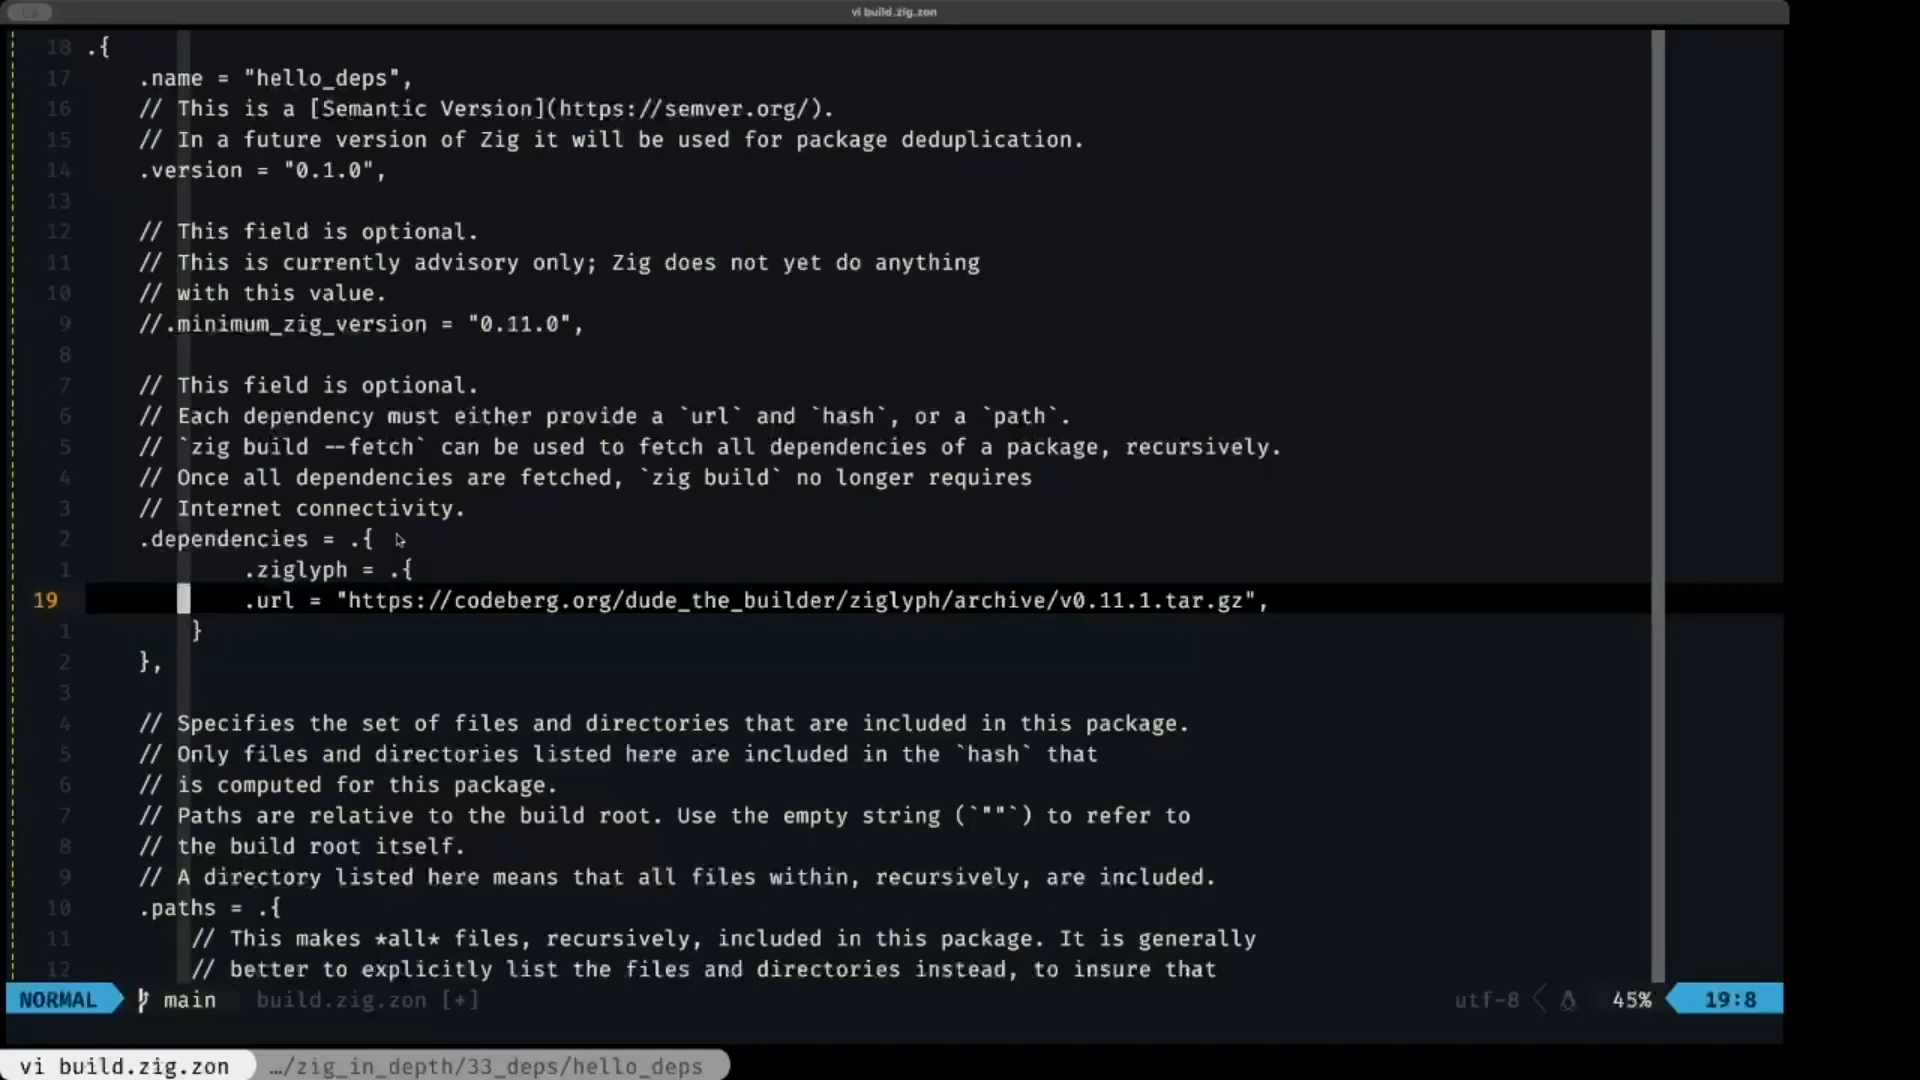 vi build.zig.zon
18 .{
17 .name = "hello_deps",
16 // This is a [Semantic Version](https://semver.org/).
15 // In a future version of Zig it will be used for package deduplication.
14 .version = "0.1.0",
13
12 // This field is optional.
11 // This is currently advisory only; Zig does not yet do anything
10 // with this value.
9 //.minimum_zig_version = "0.11.0",
8
7 // This field is optional.
6 // Each dependency must either provide a `url` and `hash`, or a `path`.
5 // `zig build --fetch` can be used to fetch all dependencies of a package, recursively.
4 // Once all dependencies are fetched, `zig build` no longer requires
3 // Internet connectivity.
2 .dependencies = .{
1 .ziglyph = .{
19 .url = "https://codeberg.org/dude_the_builder/ziglyph/archive/v0.11.1.tar.gz",
1 }
2 },
3
4 // Specifies the set of files and directories that are included in this package.
5 // Only files and directories listed here are included in the `hash` that
6 // is computed for this package.
7 // Paths are relative to the build root. Use the empty string (`""`) to refer to
8 // the build root itself.
9 // A directory listed here means that all files within, recursively, are included.
10 .paths = .{
11 // This makes *all* files, recursively, included in this package. It is generally
12 // better to explicitly list the files and directories instead, to insure that
NORMAL main build.zig.zon [+] utf-8 45% 19:8
vi build.zig.zon …/zig_in_depth/33_deps/hello_deps